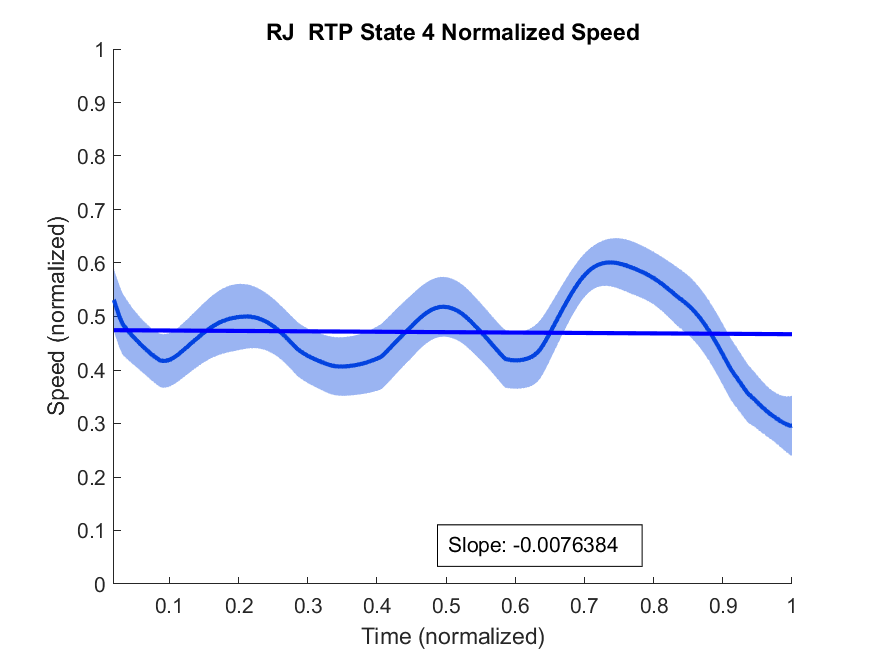 RJ  RTP State 4 Normalized Speed
1
0.9
0.8
0.7
0.6
0.5
0.4
0.3
0.2
0.1
0
Speed (normalized)
Slope: -0.0076384
0.1 0.2 0.3 0.4 0.5 0.6 0.7 0.8 0.9 1
Time (normalized)